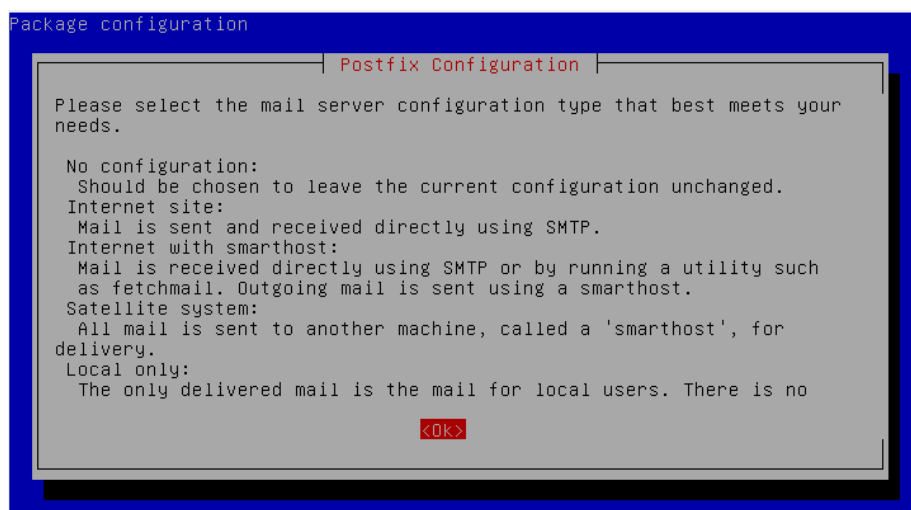 Package configuration
Postfix Configuration
Please select the mail server configuration type that best meets your
needs.
No configuration:
Should be chosen to leave the current configuration unchanged.
Internet site:
Mail is sent and received directly using SMTP.
Internet with smarthost:
Mail is received directly using SMTP or by running a utility such
as fetchmail. Outgoing mail is sent using a smarthost.
Satellite system:
All mail is sent to another machine, called a 'smarthost', for
delivery.
Local only:
The only delivered mail is the mail for local users. There is no
<Ok>